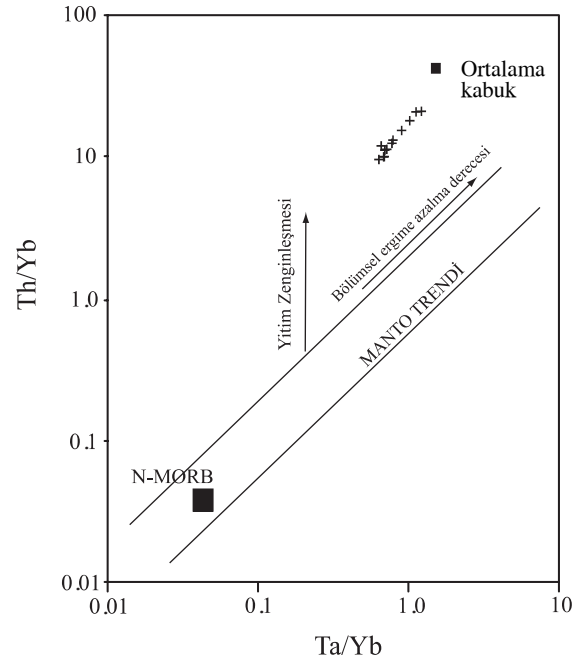 100
10
1.0
0.1
0.01
Th/Yb
Ortalama
kabuk
Yitim Zenginleşmesi
Bölümsel ergime azalma derecesi
MANTO TRENDİ
N-MORB
0.01
0.1
1.0
10
Ta/Yb